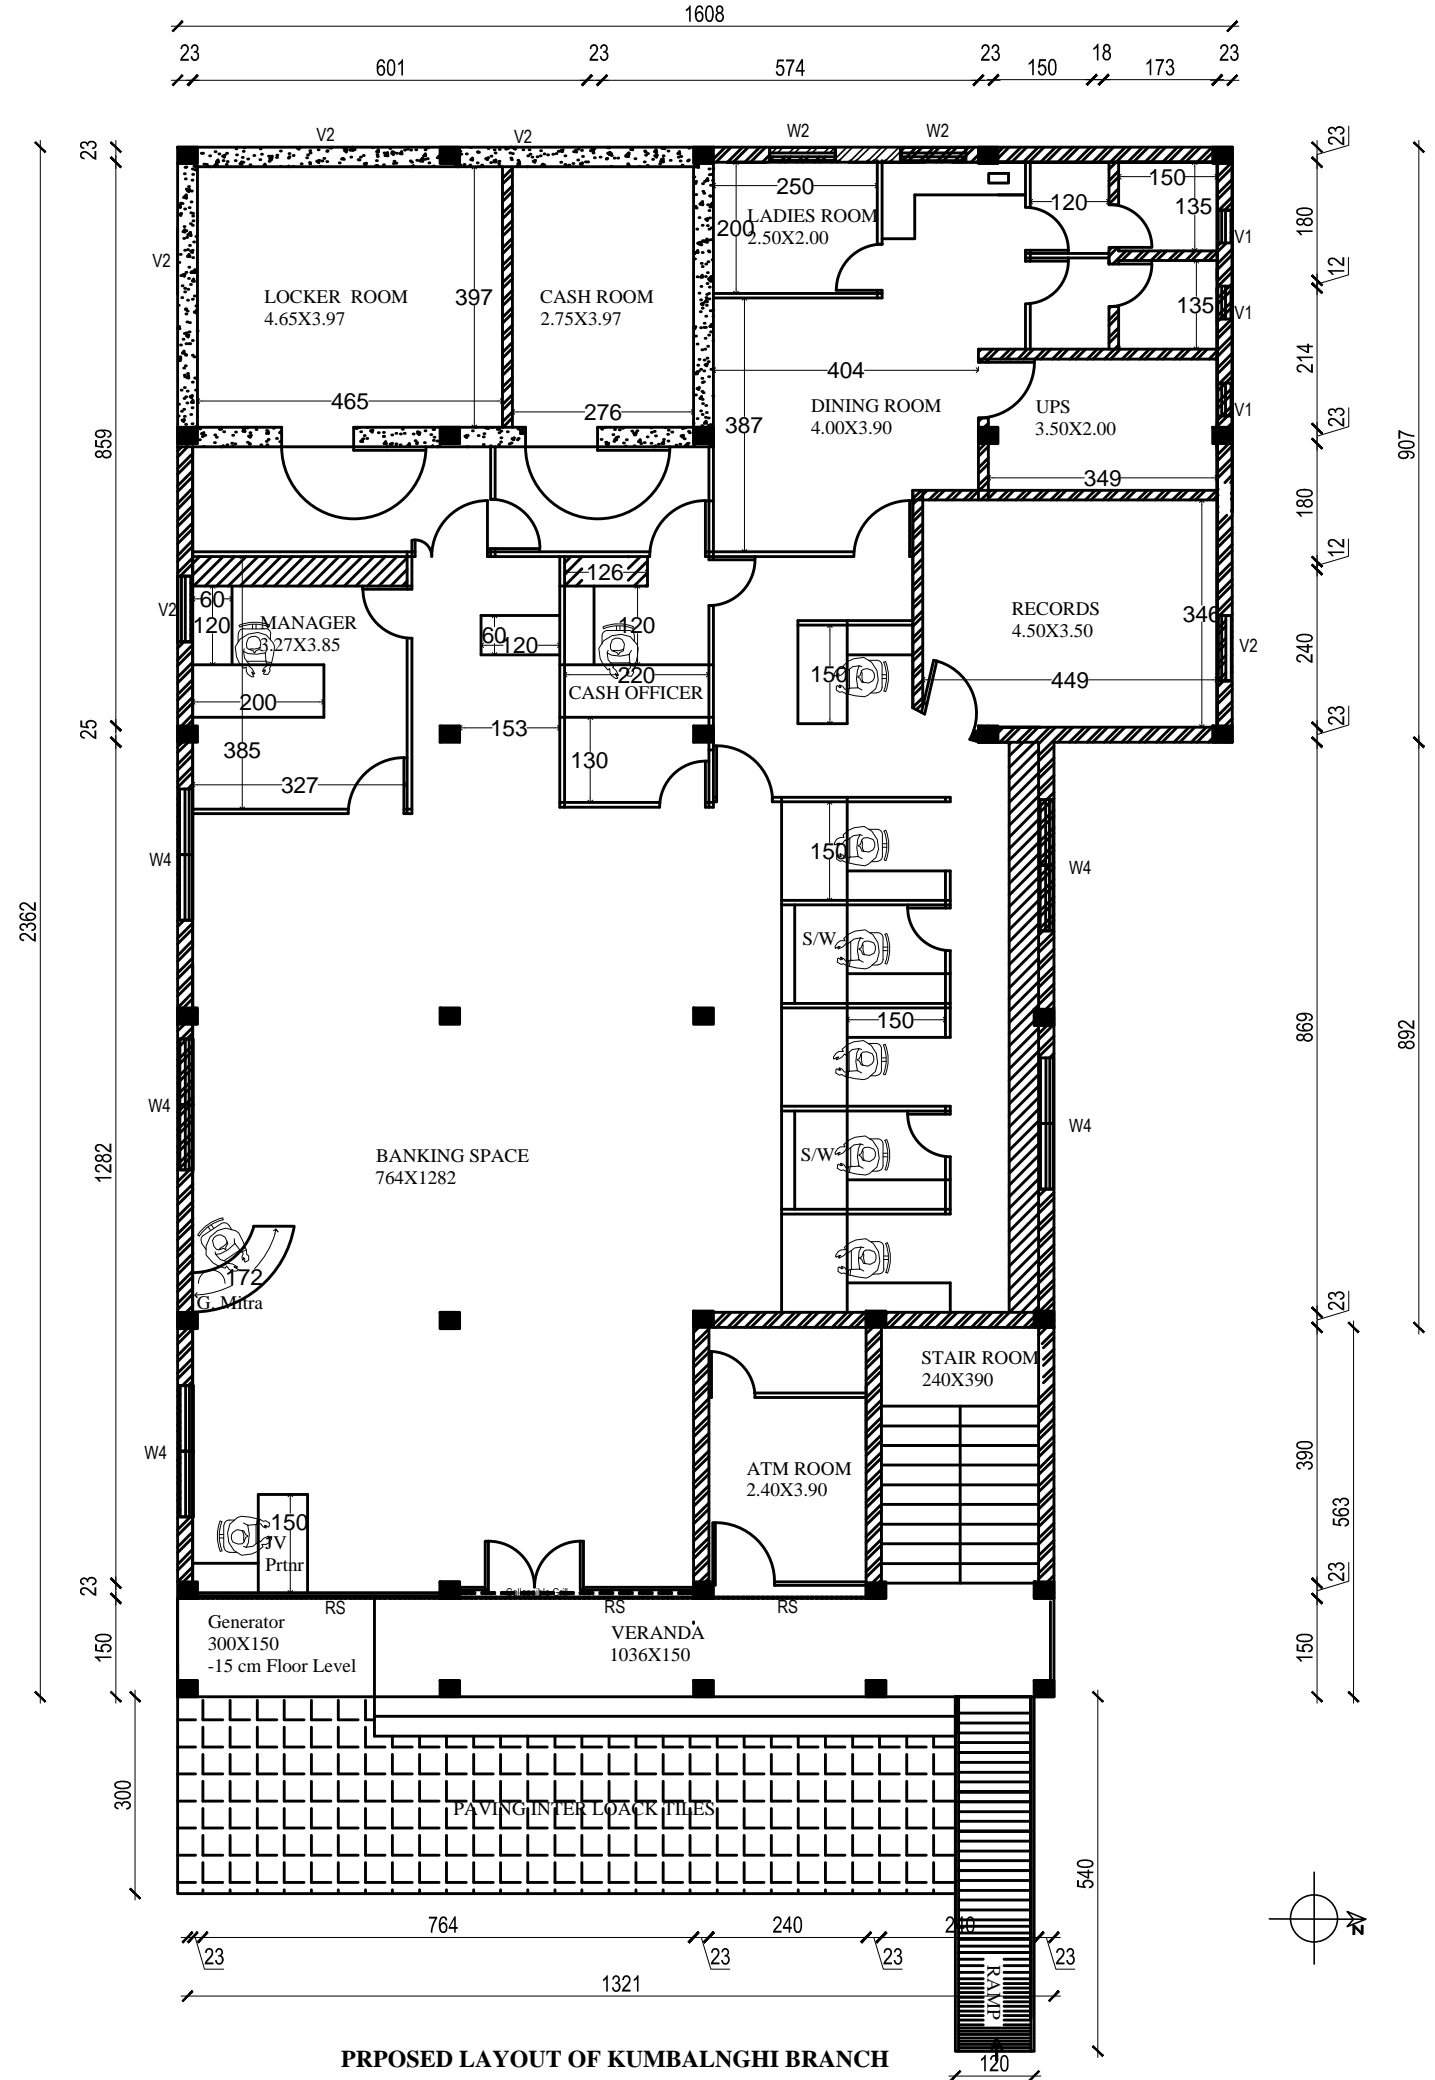 1608
23 601 23 574 23 150 18 173 23
V2 V2 W2 W2
23
23
250
150
120
135
LADIES ROOM
2.50X2.00
200
180
V1
V2
12
LOCKER ROOM
4.65X3.97
397
CASH ROOM
2.75X3.97
135
V1
214
404
465
276
387
DINING ROOM
4.00X3.90
UPS
3.50X2.00
V1
23
859
907
349
180
12
126
60
120
V2
MANAGER
3.27X3.85
60
120
120
220
CASH OFFICER
150
RECORDS
4.50X3.50
346
V2
240
449
200
153
25
23
385
130
327
W4
150
W4
2362
S/W
150
869
892
W4
W4
1282
S/W
BANKING SPACE
764X1282
172
G. Mitra
23
STAIR ROOM
240X390
W4
ATM ROOM
2.40X3.90
390
563
150
JV
Prtnr
23
23
RS RS RS
Generator
300X150
-15 cm Floor Level
VERANDA
1036X150
150
150
300
PAVING INTER LOACK TILES
540
764 240 240
23 23 23 23
1321
RAMP
N
PRPOSED LAYOUT OF KUMBALNGHI BRANCH
120